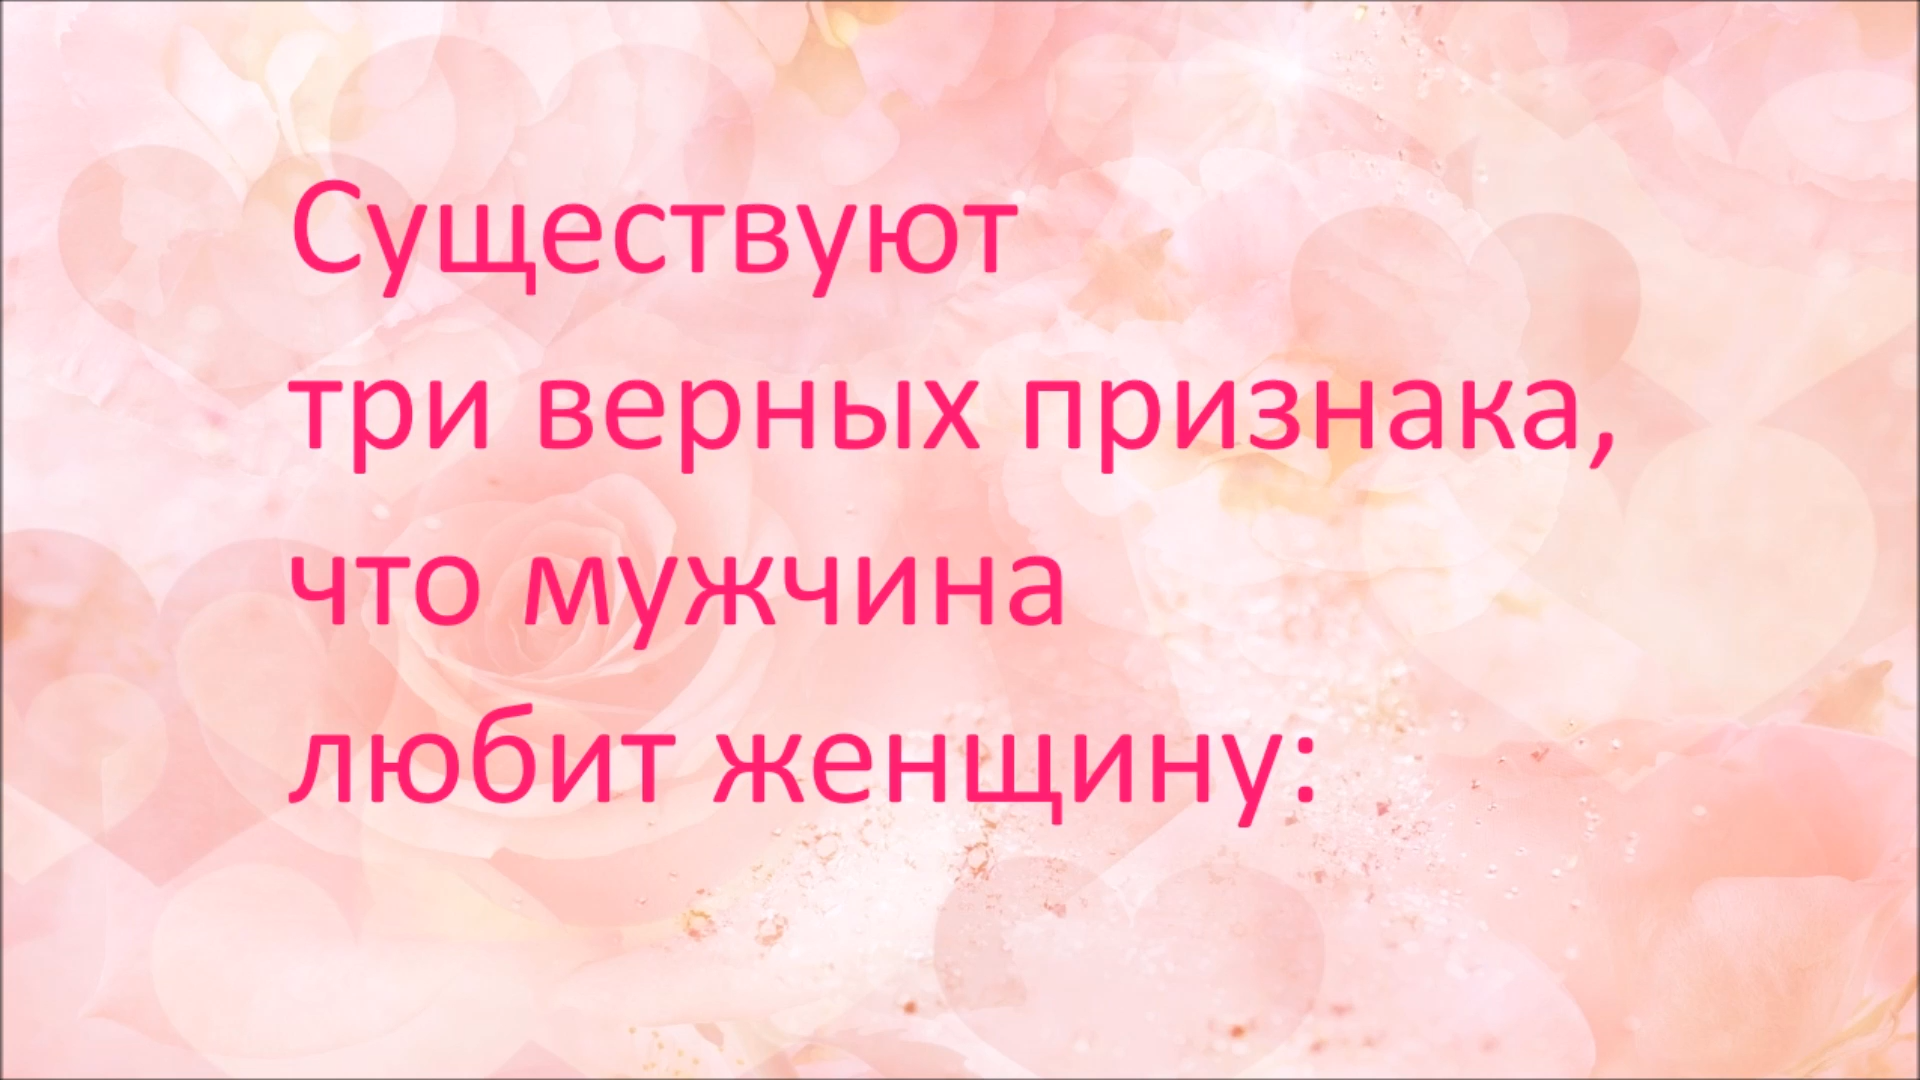 Существуют
три верных признака,
что мужчина
любит женщину: